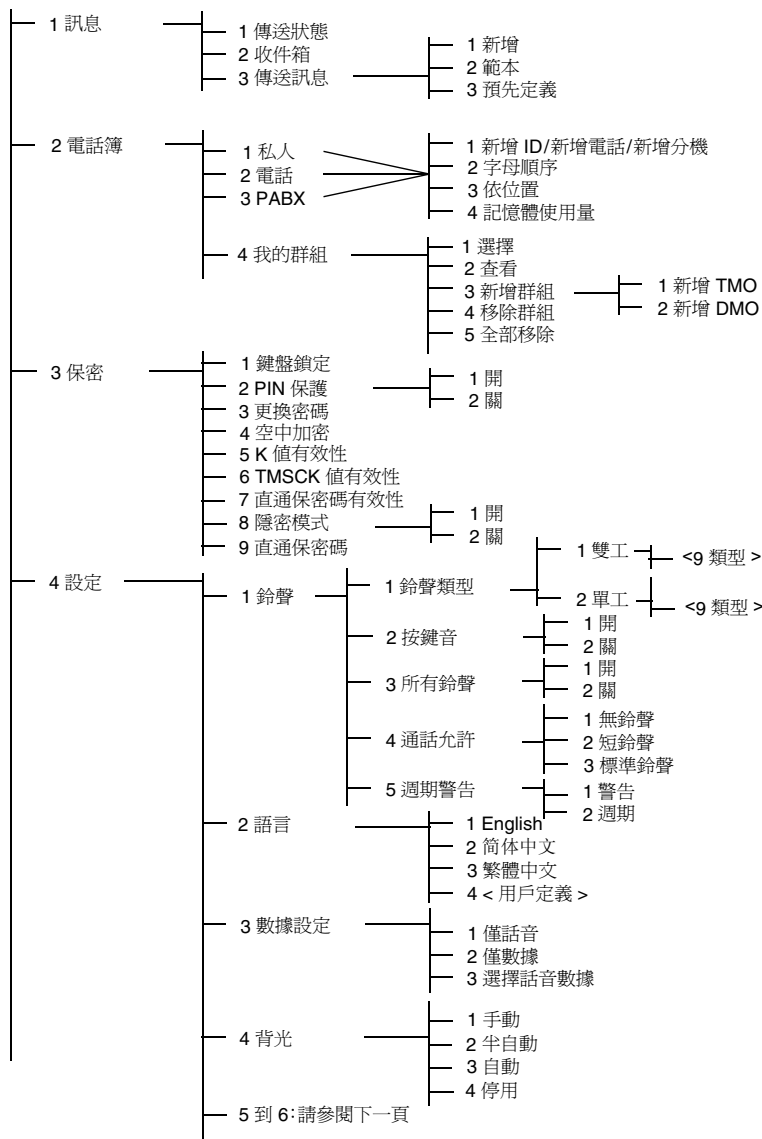 1 訊息
1 傳送狀態
2 收件箱
3 傳送訊息
1 新增
2 範本
3 預先定義
2 電話簿
1 私人
2 電話
3 PABX
1 新增 ID/新增電話/新增分機
2 字母順序
3 依位置
4 記憶體使用量
4 我的群組
1 選擇
2 查看
3 新增群組
4 移除群組
5 全部移除
1 新增 TMO
2 新增 DMO
3 保密
1 鍵盤鎖定
2 PIN 保護
3 更換密碼
4 空中加密
5 K 值有效性
6 TMSCK 值有效性
7 直通保密碼有效性
8 隱密模式
9 直通保密碼
1 開
2 關
1 開
2 關
4 設定
1 鈴聲
1 鈴聲類型
1 雙工
<9 類型 >
2 單工
<9 類型 >
2 按鍵音
1 開
2 關
3 所有鈴聲
1 開
2 關
4 通話允許
1 無鈴聲
2 短鈴聲
3 標準鈴聲
5 週期警告
1 警告
2 週期
2 語言
1 English
2 简体中文
3 繁體中文
4 < 用戶定義 >
3 數據設定
1 僅話音
2 僅數據
3 選擇話音數據
4 背光
1 手動
2 半自動
3 自動
4 停用
5 到 6：請參閱下一頁